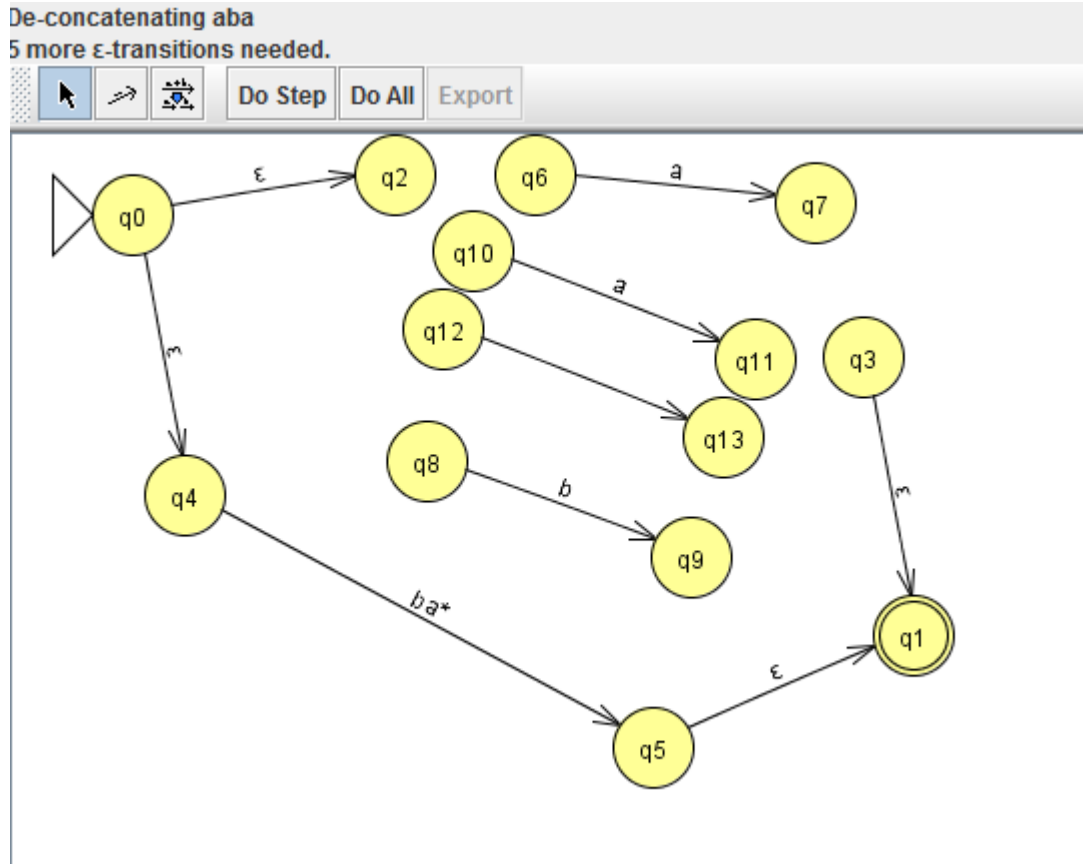 De-concatenating aba
5 more ε-transitions needed.
Do Step Do All Export
q0
ε
q2
q6
a
q7
q10
a
q11
q12
q13
q3
ε
ε
q4
q8
b
q9
ba*
q5
ε
q1